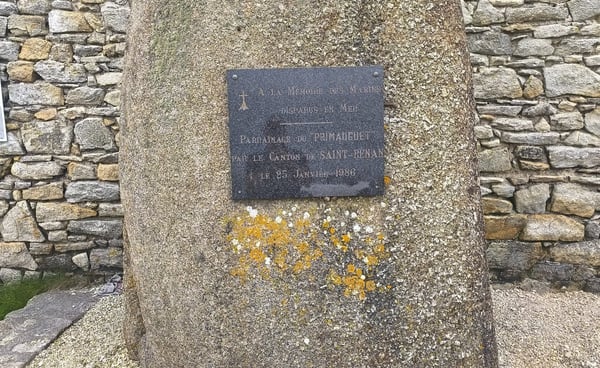 A LA MÉMOIRE DES MARINS
DISPARUS EN MER
PARRAINAGE DU "PRIMAUGUET"
PAR LE CANTON DE SAINT-RENAN
LE 25 JANVIER 1986